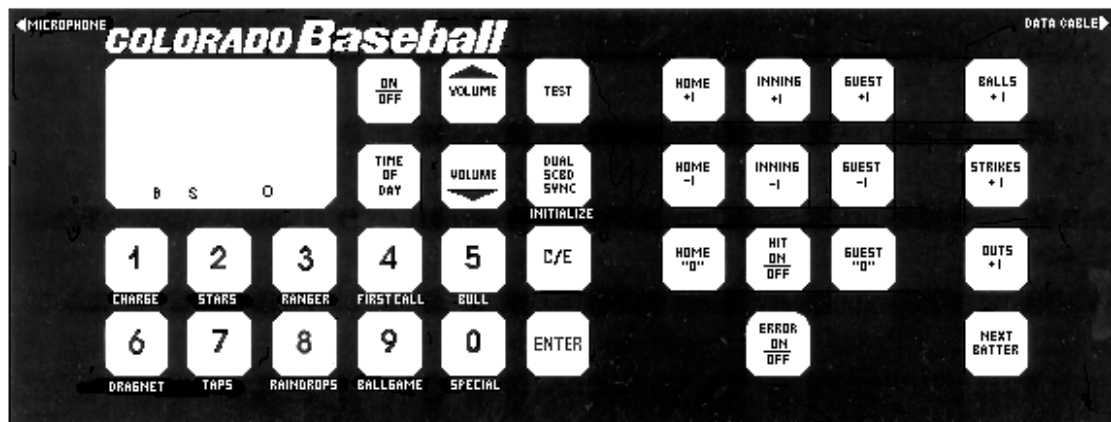 ◀MICROPHONE
DATA CABLE▶
COLORADO Baseball
ON
OFF
VOLUME
TEST
HOME
+1
INNING
+1
GUEST
+1
BALLS
+1
TIME
OF
DAY
VOLUME
DUAL
SCBD
SYNC
INITIALIZE
HOME
-1
INNING
-1
GUEST
-1
STRIKES
+1
B S O
1
CHARGE
2
STARS
3
RANGER
4
FIRST CALL
5
BULL
C/E
HOME
"0"
HIT
ON
OFF
GUEST
"0"
OUTS
+1
6
DRAGNET
7
TAPS
8
RAINDROPS
9
BALLGAME
0
SPECIAL
ENTER
ERROR
ON
OFF
NEXT
BATTER